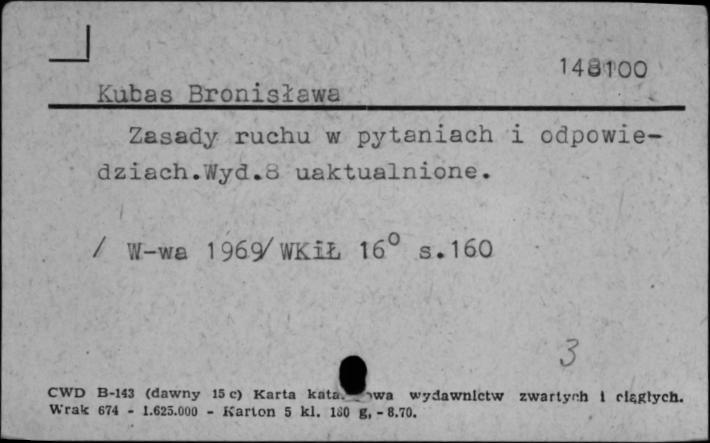 148100
Kubas Bronisława
Zasady ruchu w pytaniach i odpowie-
dziach.Wyd.8 uaktualnione.
/ W-wa 1969/ WKiŁ 16° s.160
3
CWD B-143 (dawny 15 c) Karta wydawnictw zwartych i ciągłych.
Wrak 674 - 1.625.000 - Karton 5 kl. 180 g, - 8.70.